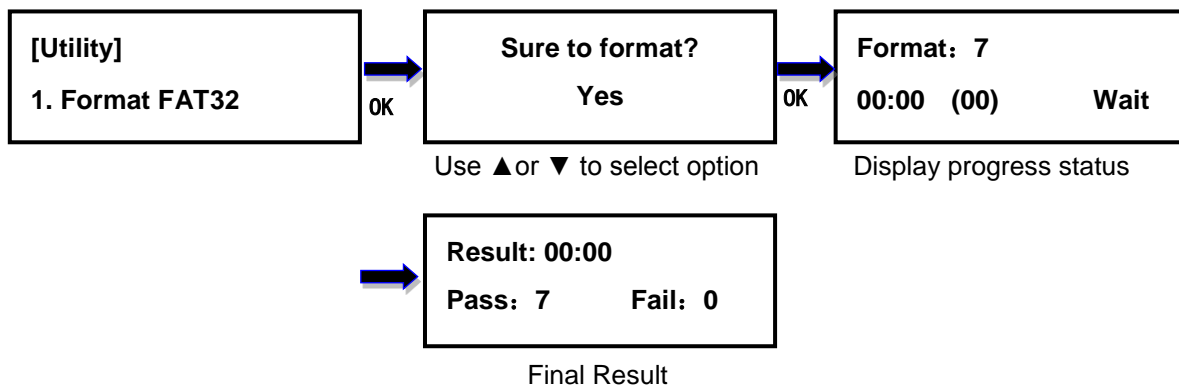 [Utility]
1. Format FAT32
OK
Sure to format?
Yes
OK
Format：7
00:00 (00) Wait
Use ▲or ▼ to select option
Display progress status
Result: 00:00
Pass：7 Fail：0
Final Result